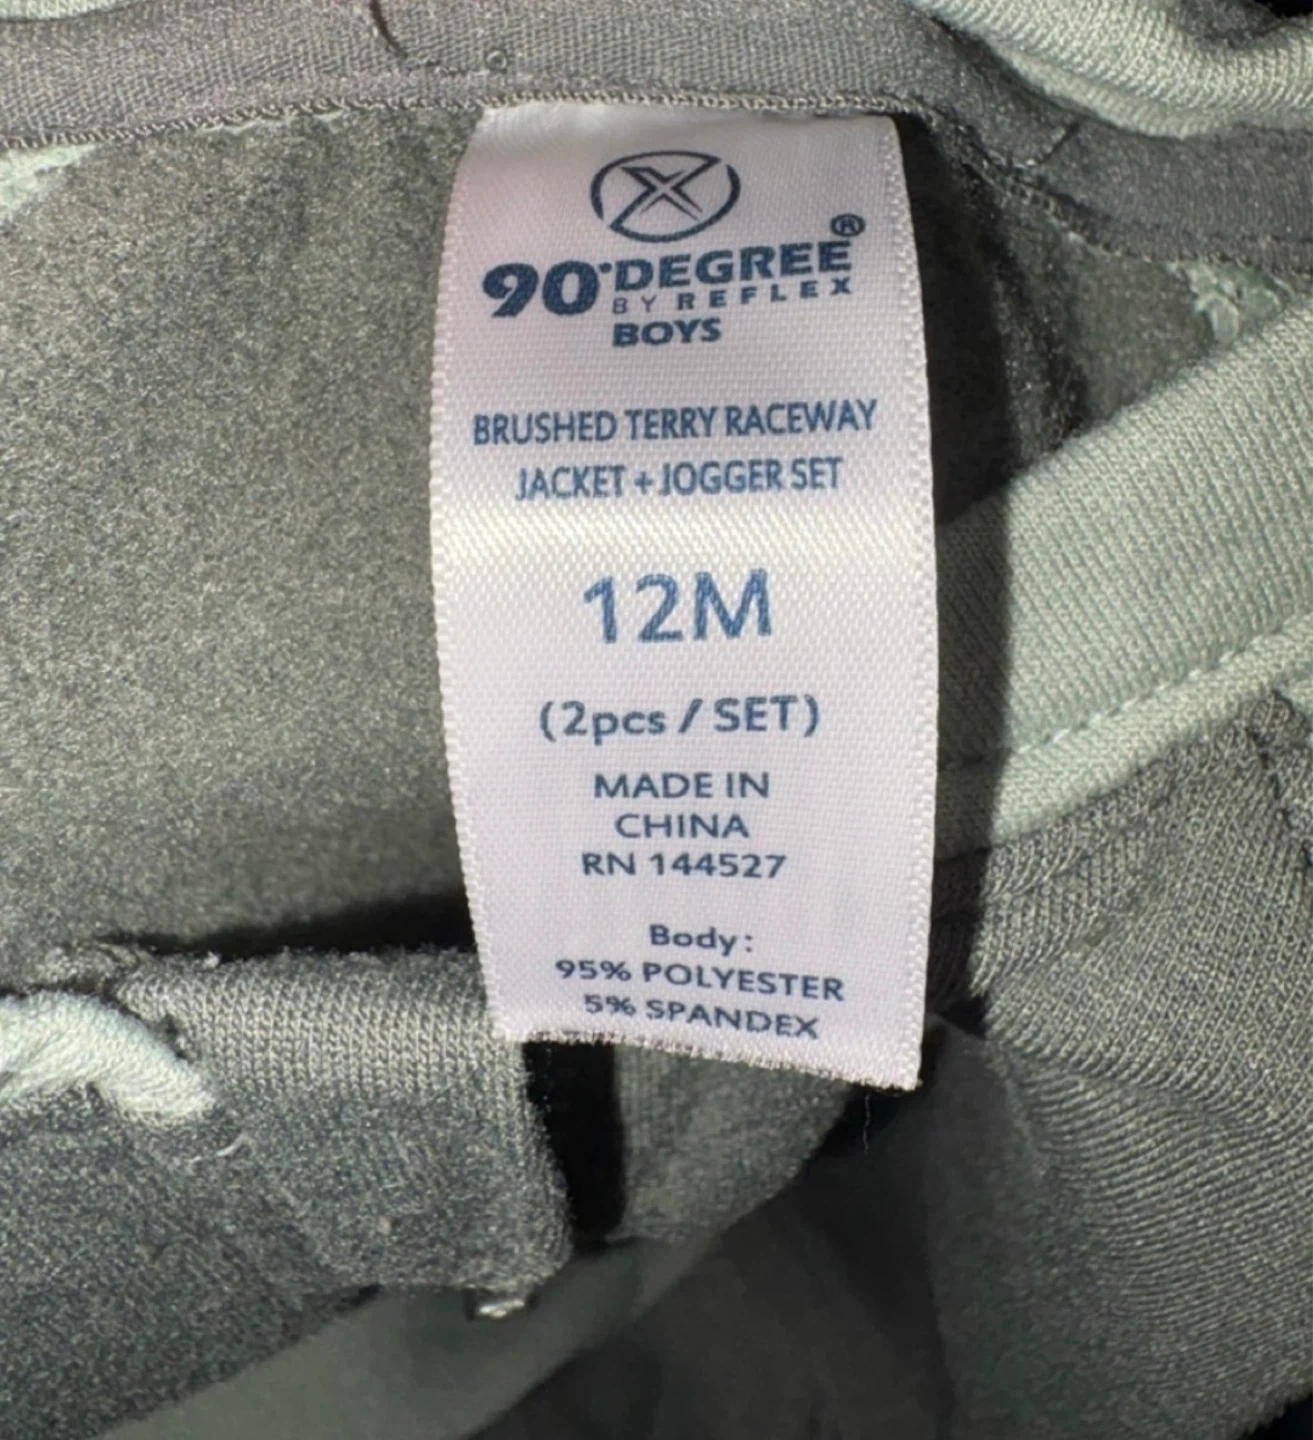 90°DEGREE®
BY REFLEX
BOYS
BRUSHED TERRY RACEWAY
JACKET + JOGGER SET
12M
(2pcs / SET)
MADE IN
CHINA
RN 144527
Body:
95% POLYESTER
5% SPANDEX